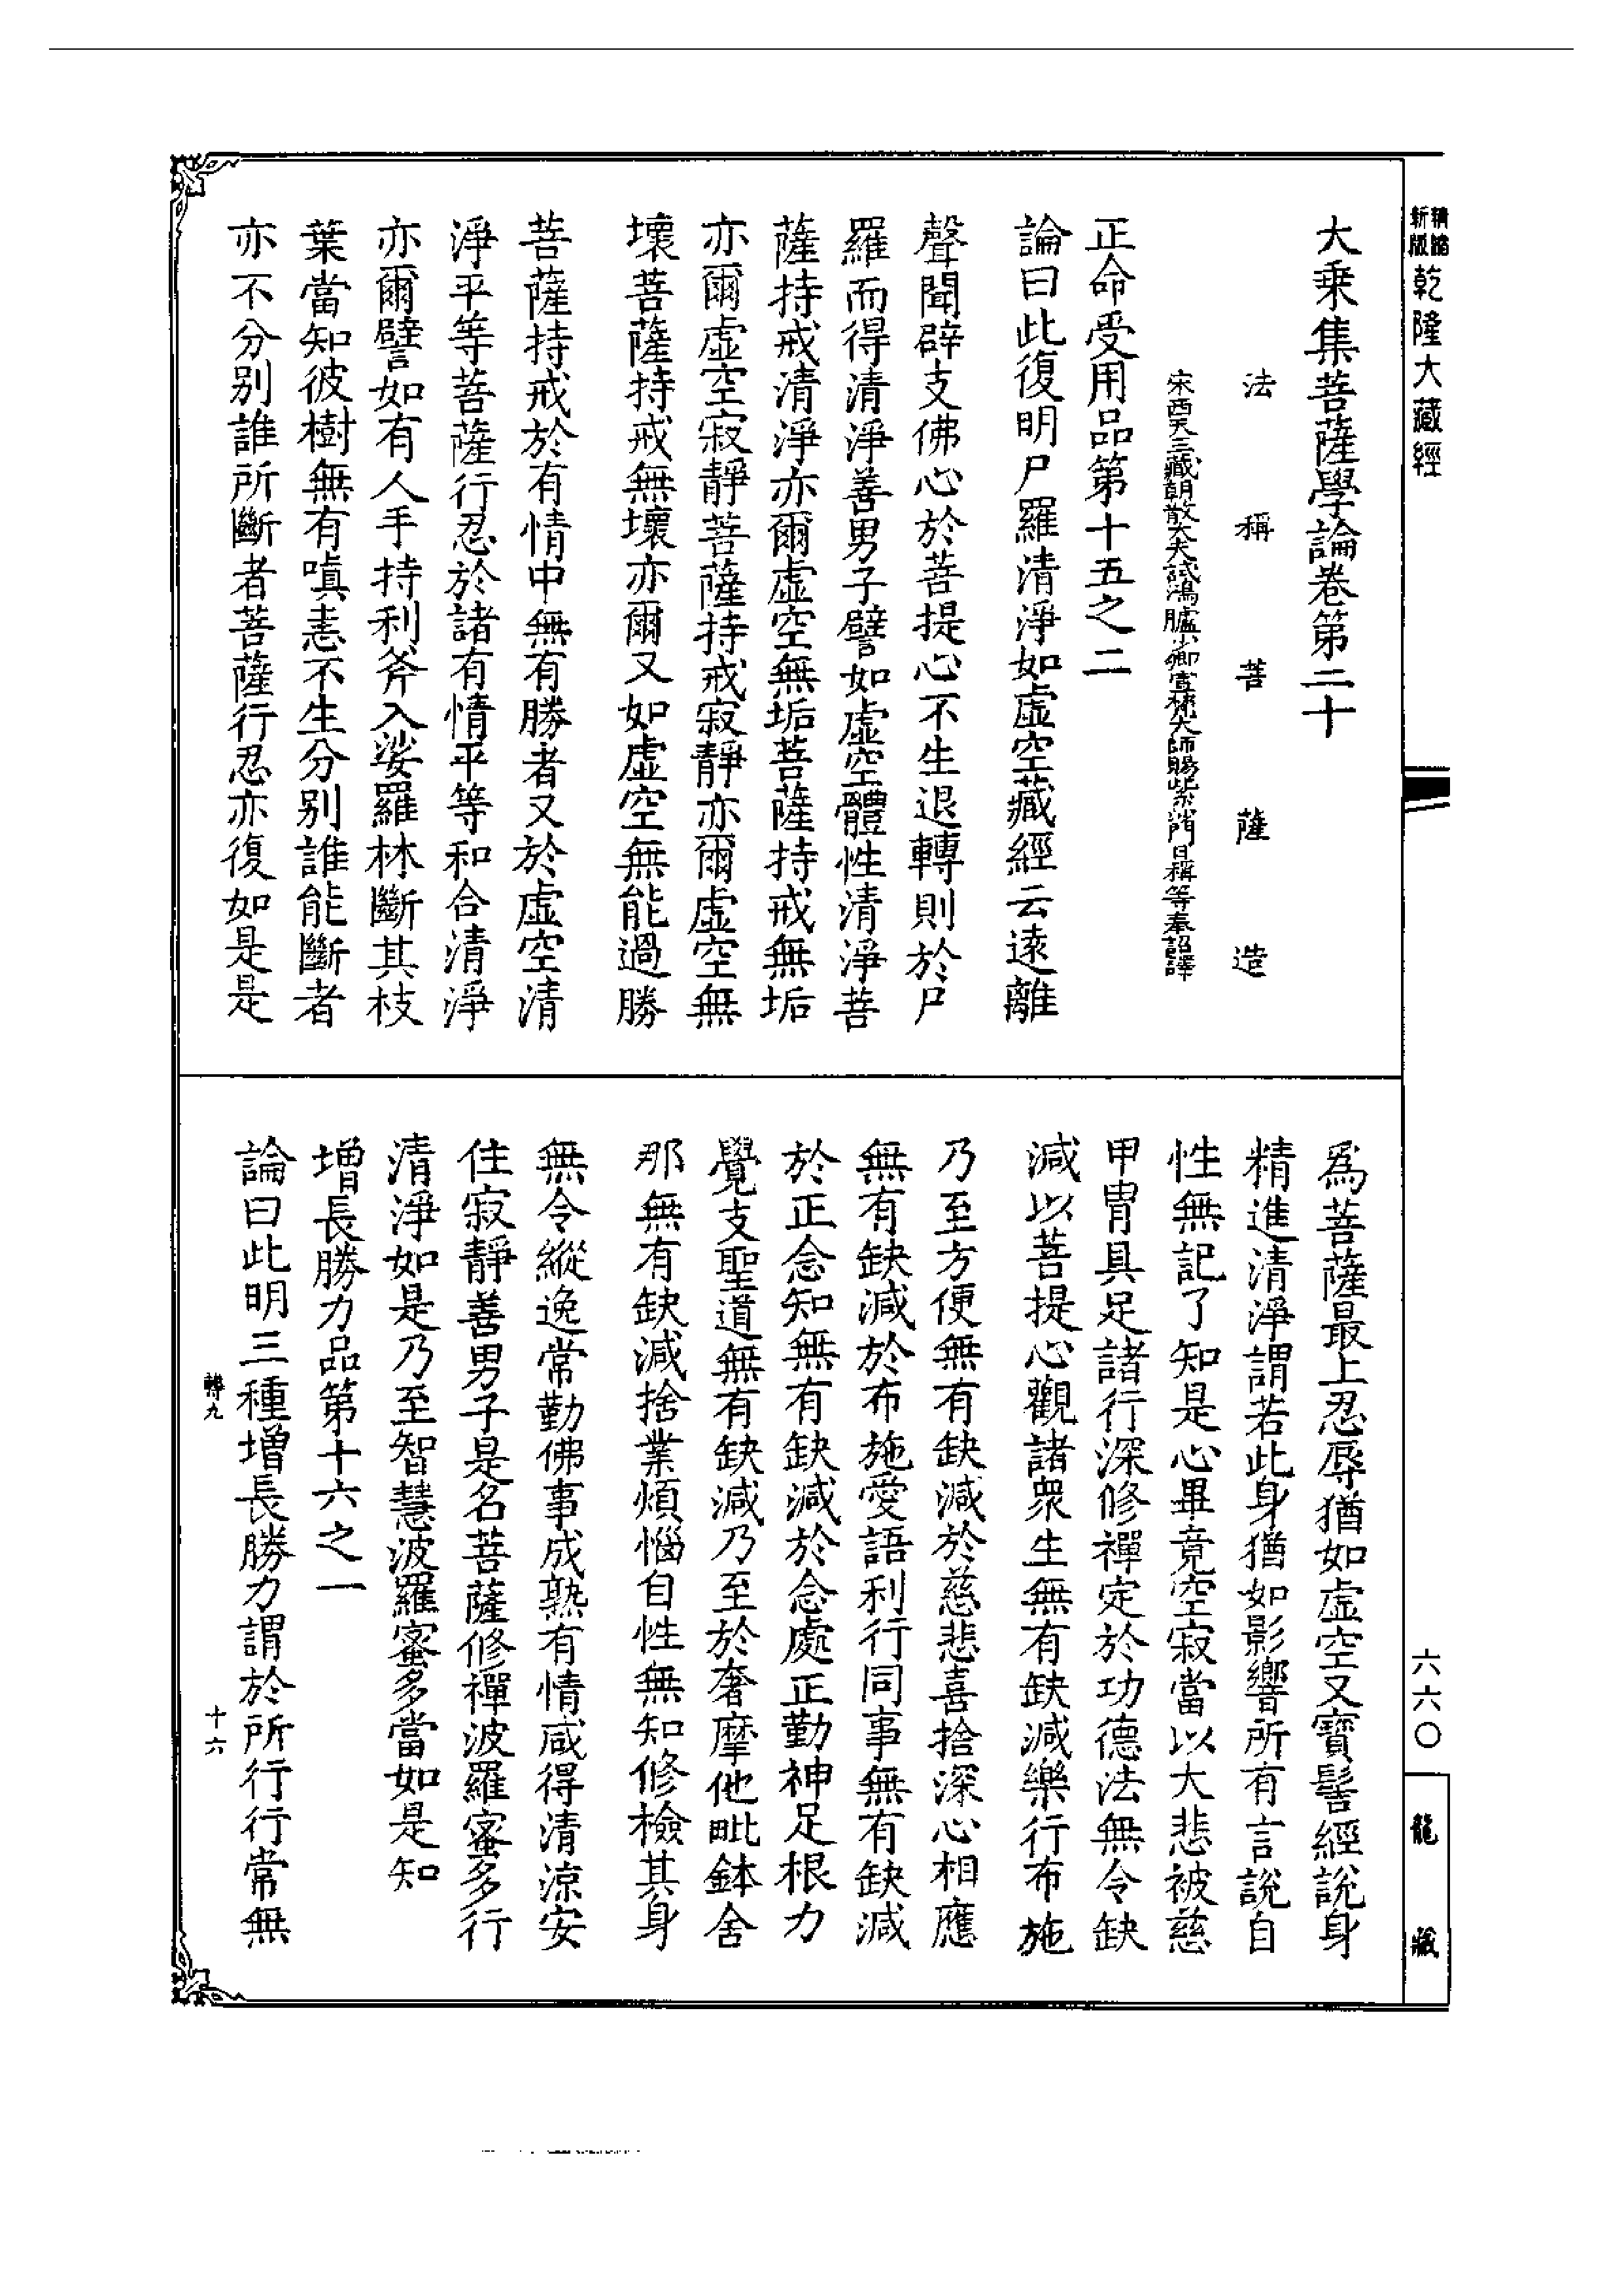 精縮
新版
乾隆大藏經
大乘集菩薩學論卷第二十
法稱菩薩造
宋西天三藏朝散大夫試鴻臚少卿宣梵大師賜紫沙門日稱等奉詔譯
正命受用品第十五之二
論曰此復明尸羅清淨如虛空藏經云遠離
聲聞辟支佛心於菩提心不生退轉則於尸
羅而得清淨善男子譬如虛空體性清淨菩
薩持戒清淨亦爾虛空無垢菩薩持戒無垢
亦爾虛空寂靜菩薩持戒寂靜亦爾虛空無
壞菩薩持戒無壞亦爾又如虛空無能過勝
菩薩持戒於有情中無有勝者又於虛空清
淨平等菩薩行忍於諸有情平等和合清淨
亦爾譬如有人手持利斧入娑羅林斷其枝
葉當知彼樹無有嗔恚不生分別誰能斷者
亦不分別誰所斷者菩薩行忍亦復如是是
為菩薩最上忍辱猶如虛空又寶髻經說身
精進清淨謂若此身猶如影響所有言說自
性無記了知是心畢竟空寂當以大悲被慈
甲冑具足諸行深修禪定於功德法無令缺
減以菩提心觀諸眾生無有缺減樂行布施
乃至方便無有缺減於慈悲喜捨深心相應
無有缺減於布施愛語利行同事無有缺減
於正念知無有缺減於念處正勤神足根力
覺支聖道無有缺減乃至於奢摩他毗鉢舍
那無有缺減捨業煩惱自性無知修檢其身
無令縱逸常勤佛事成熟有情咸得清涼安
住寂靜善男子是名菩薩修禪波羅蜜多行
清淨如是乃至智慧波羅蜜多當如是知
增長勝力品第十六之一
論曰此明三種增長勝力謂於所行行常無
轉九
十六
六六〇
龍藏